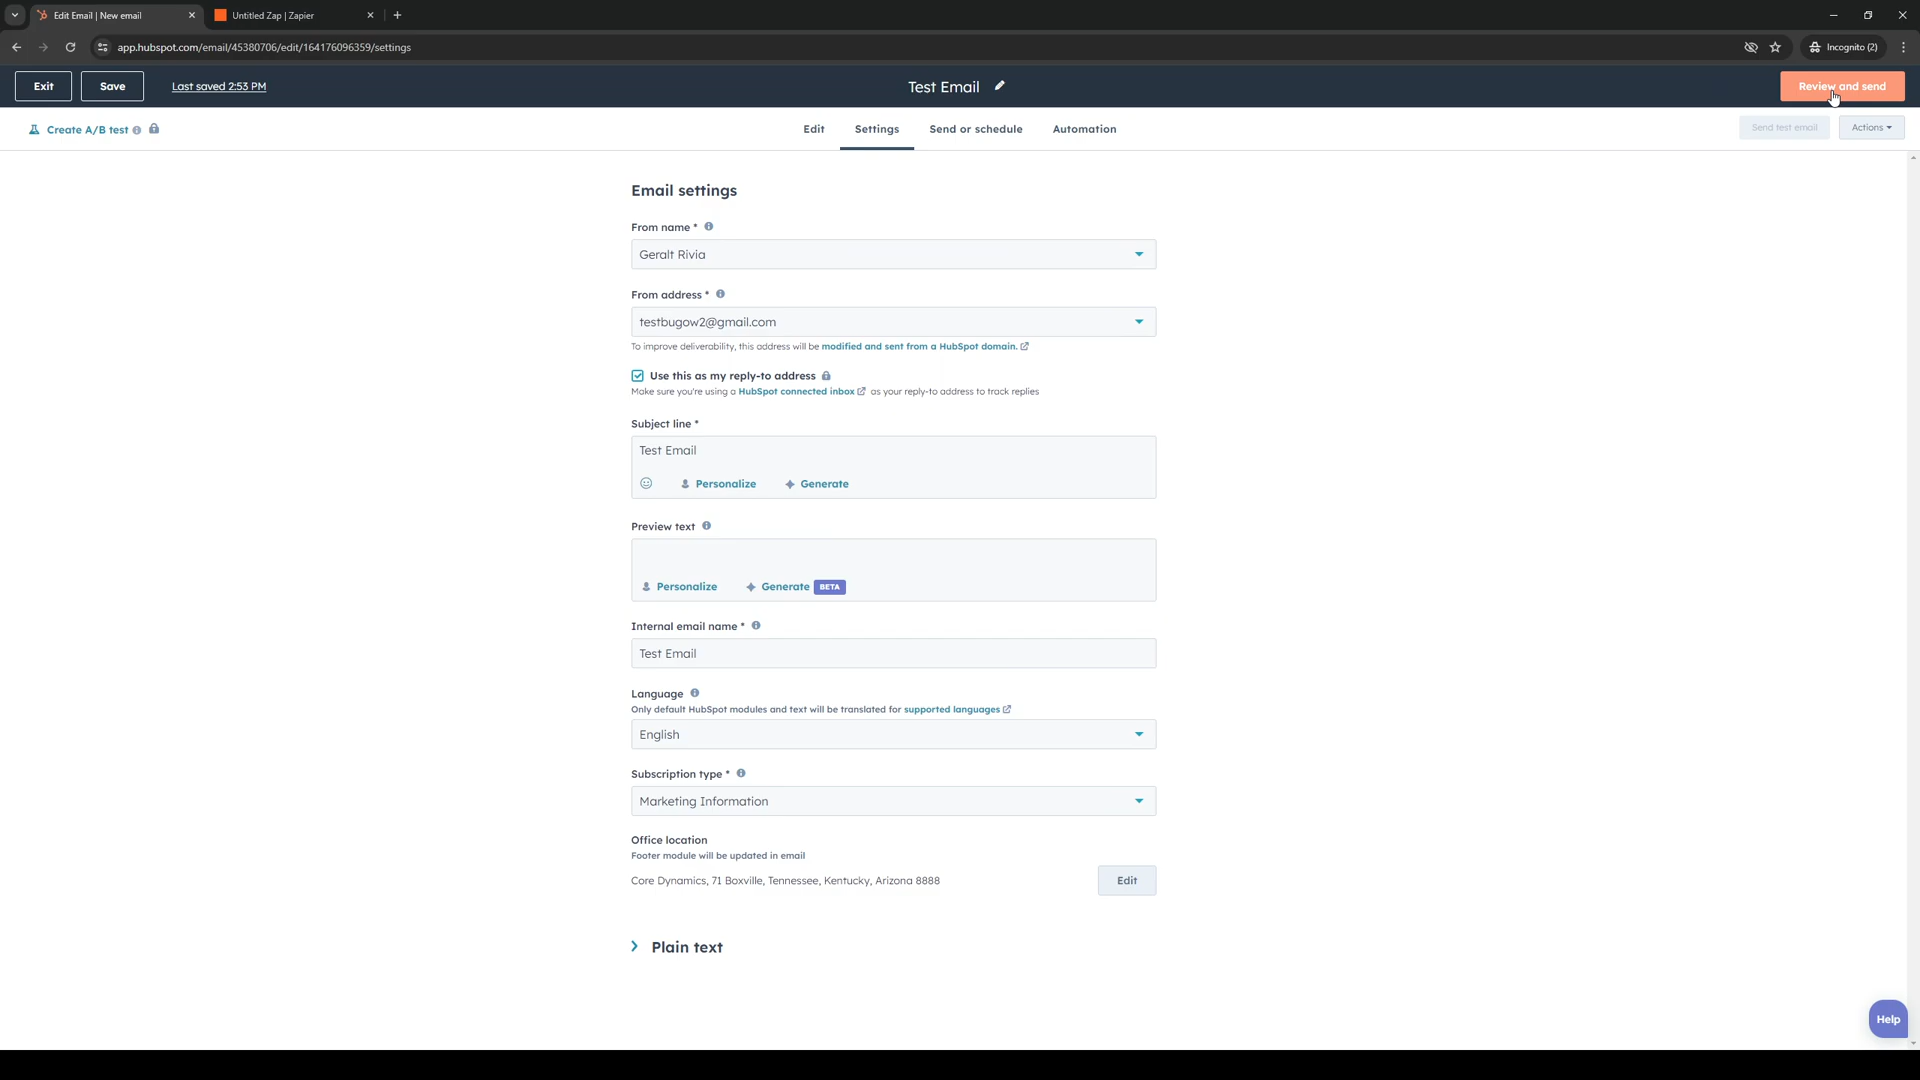 Edit Email | New email
Untitled Zap | Zapier
app.hubspot.com/email/45380706/edit/164176096359/settings
Incognito (2)
Exit
Save
Last saved 2:53 PM
Test Email
Review and send
Create A/B test
Edit
Settings
Send or schedule
Automation
Send test email
Actions
Email settings
From name *
Geralt Rivia
From address *
testbugow2@gmail.com
To improve deliverability, this address will be modified and sent from a HubSpot domain.
Use this as my reply-to address
Make sure you're using a HubSpot connected inbox as your reply-to address to track replies
Subject line *
Test Email
Personalize
Generate
Preview text
Personalize
Generate BETA
Internal email name *
Test Email
Language
Only default HubSpot modules and text will be translated for supported languages
English
Subscription type *
Marketing Information
Office location
Footer module will be updated in email
Core Dynamics, 71 Boxville, Tennessee, Kentucky, Arizona 8888
Edit
Plain text
Help